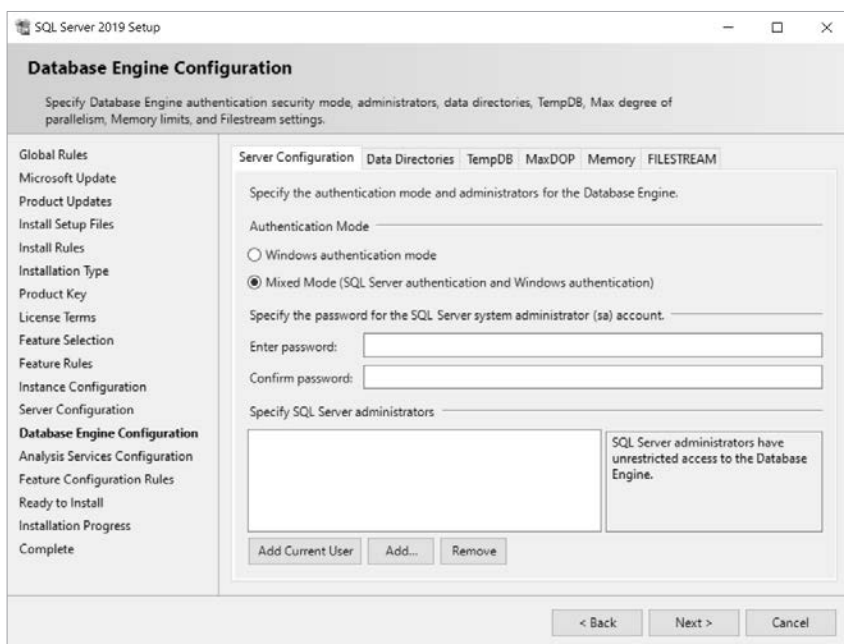 SQL Server 2019 Setup
Database Engine Configuration
Specify Database Engine authentication security mode, administrators, data directories, TempDB, Max degree of
parallelism, Memory limits, and Filestream settings.
Global Rules
Microsoft Update
Product Updates
Install Setup Files
Install Rules
Installation Type
Product Key
License Terms
Feature Selection
Feature Rules
Instance Configuration
Server Configuration
Database Engine Configuration
Analysis Services Configuration
Feature Configuration Rules
Ready to Install
Installation Progress
Complete
Server Configuration Data Directories TempDB MaxDOP Memory FILESTREAM
Specify the authentication mode and administrators for the Database Engine.
Authentication Mode
Windows authentication mode
Mixed Mode (SQL Server authentication and Windows authentication)
Specify the password for the SQL Server system administrator (sa) account.
Enter password:
Confirm password:
Specify SQL Server administrators
SQL Server administrators have
unrestricted access to the Database
Engine.
Add Current User Add... Remove
< Back Next > Cancel